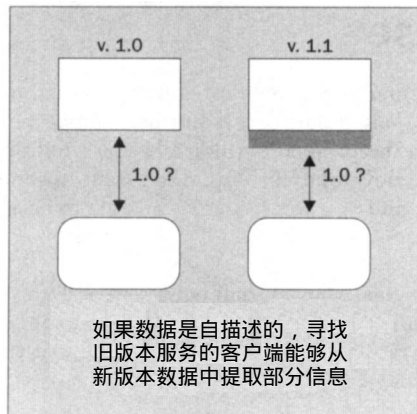 v. 1.0
v. 1.1
1.0 ?
1.0 ?
如果数据是自描述的，寻找
旧版本服务的客户端能够从
新版本数据中提取部分信息